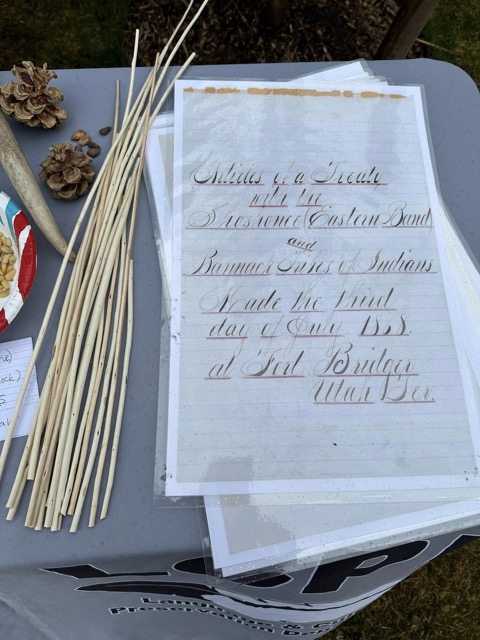 Articles of a Treaty
with the
Shoshonee (Eastern Band)
and
Bannack Tribes of Indians
Made the third
day of July 1868.
at Fort Bridger
Utah Ter.